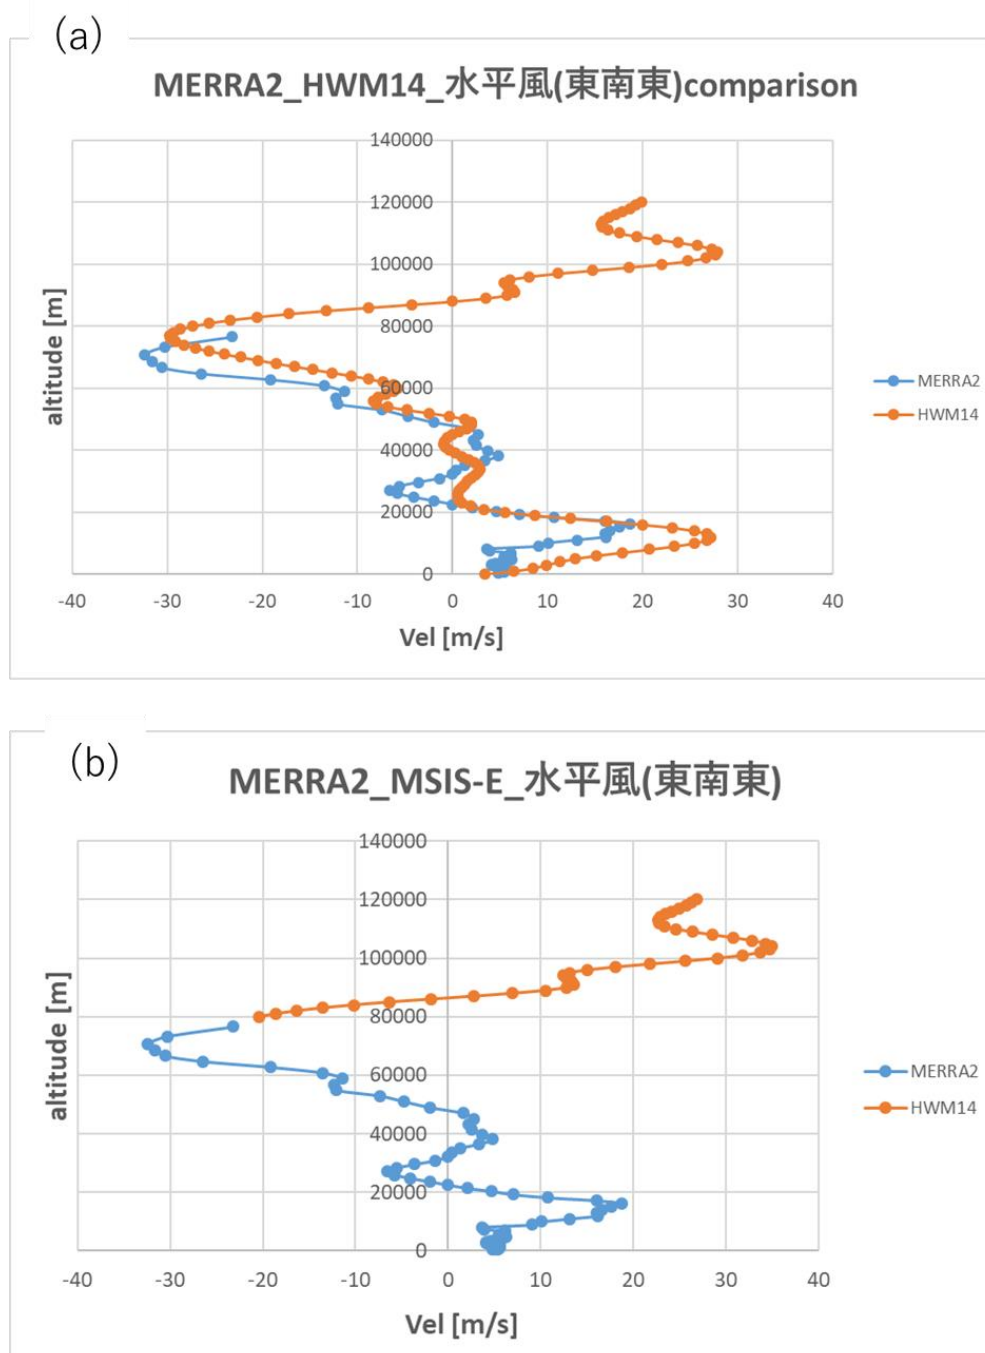 (a)
MERRA2_HWM14_水平風(東南東)comparison
140000
120000
100000
80000
60000
40000
20000
0
-40 -30 -20 -10 0 10 20 30 40
altitude [m]
Vel [m/s]
MERRA2
HWM14
(b)
MERRA2_MSIS-E_水平風(東南東)
140000
120000
100000
80000
60000
40000
20000
0
-40 -30 -20 -10 0 10 20 30 40
altitude [m]
Vel [m/s]
MERRA2
HWM14